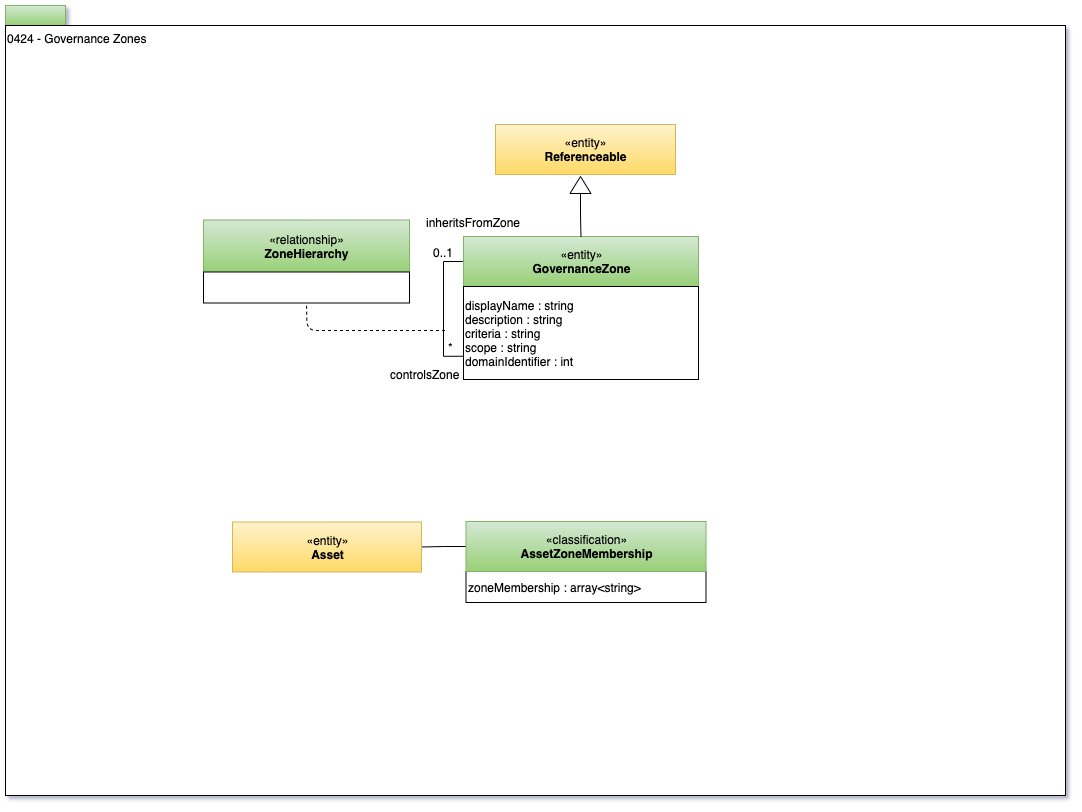 0424 - Governance Zones
«entity»
Referenceable
inheritsFromZone
«relationship»
ZoneHierarchy
0..1
«entity»
GovernanceZone
displayName : string
description : string
criteria : string
scope : string
*
domainIdentifier : int
controlsZone
«entity»
Asset
«classification»
AssetZoneMembership
zoneMembership : array<string>